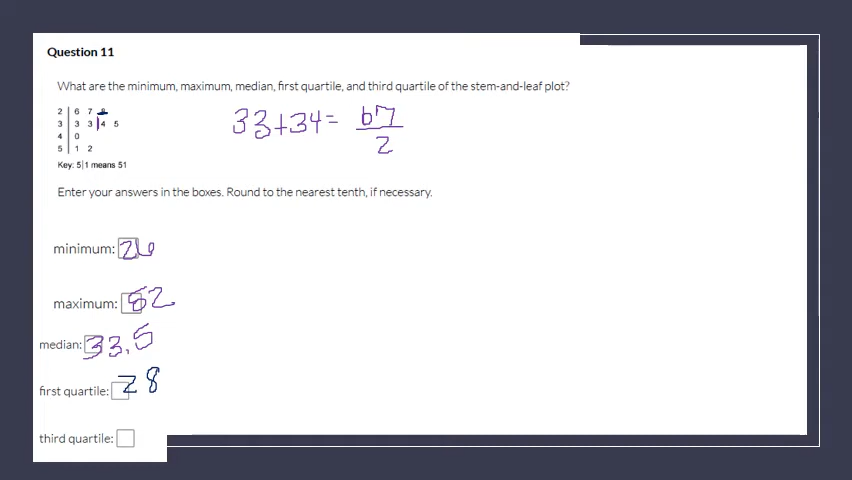 Question 11
What are the minimum, maximum, median, first quartile, and third quartile of the stem-and-leaf plot?
2 | 6 7 8
3 | 3 3 4 5
4 | 0
5 | 1 2
Key: 5|1 means 51
33+34= 67/2
Enter your answers in the boxes. Round to the nearest tenth, if necessary.
minimum: 26
maximum: 52
median: 33.5
first quartile: 28
third quartile: